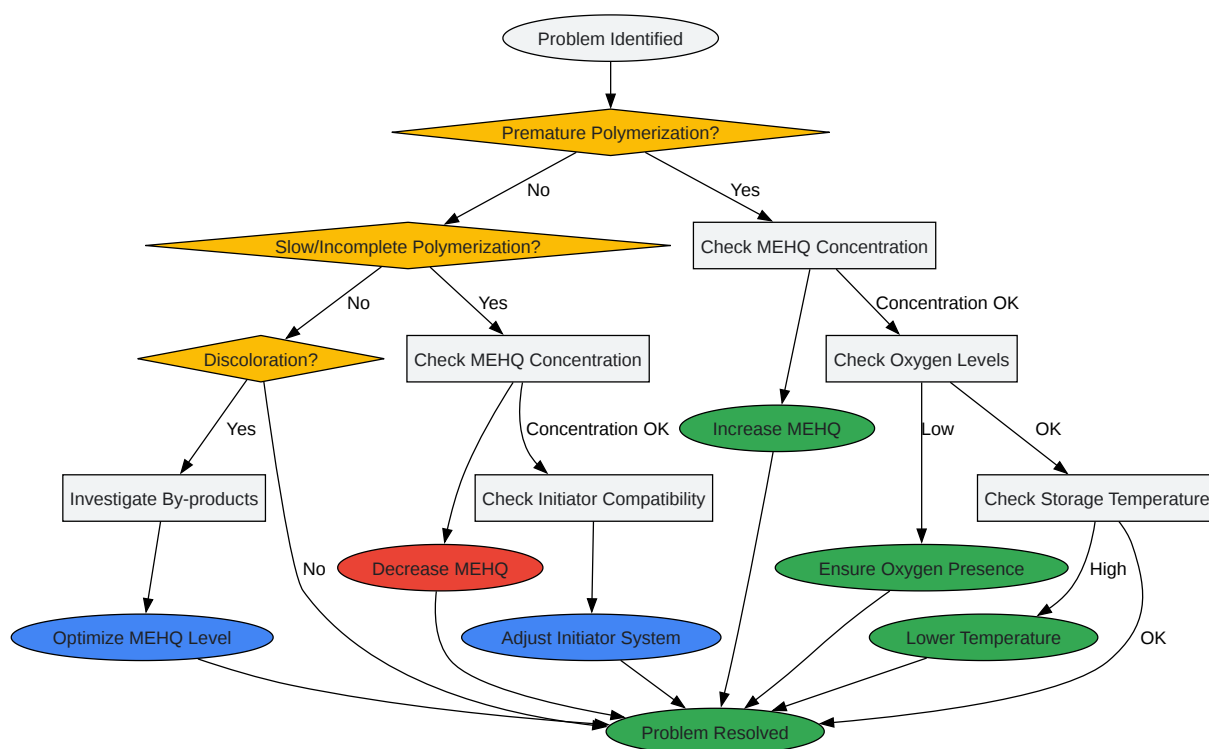 Problem Identified
Premature Polymerization?
No
Yes
Slow/Incomplete Polymerization?
Check MEHQ Concentration
No
Yes
Concentration OK
Discoloration?
Check MEHQ Concentration
Check Oxygen Levels
Yes
Concentration OK
Increase MEHQ
Low
OK
Investigate By-products
Check Initiator Compatibility
Check Storage Temperature
No
Decrease MEHQ
Ensure Oxygen Presence
High
Optimize MEHQ Level
Adjust Initiator System
Lower Temperature
OK
Problem Resolved